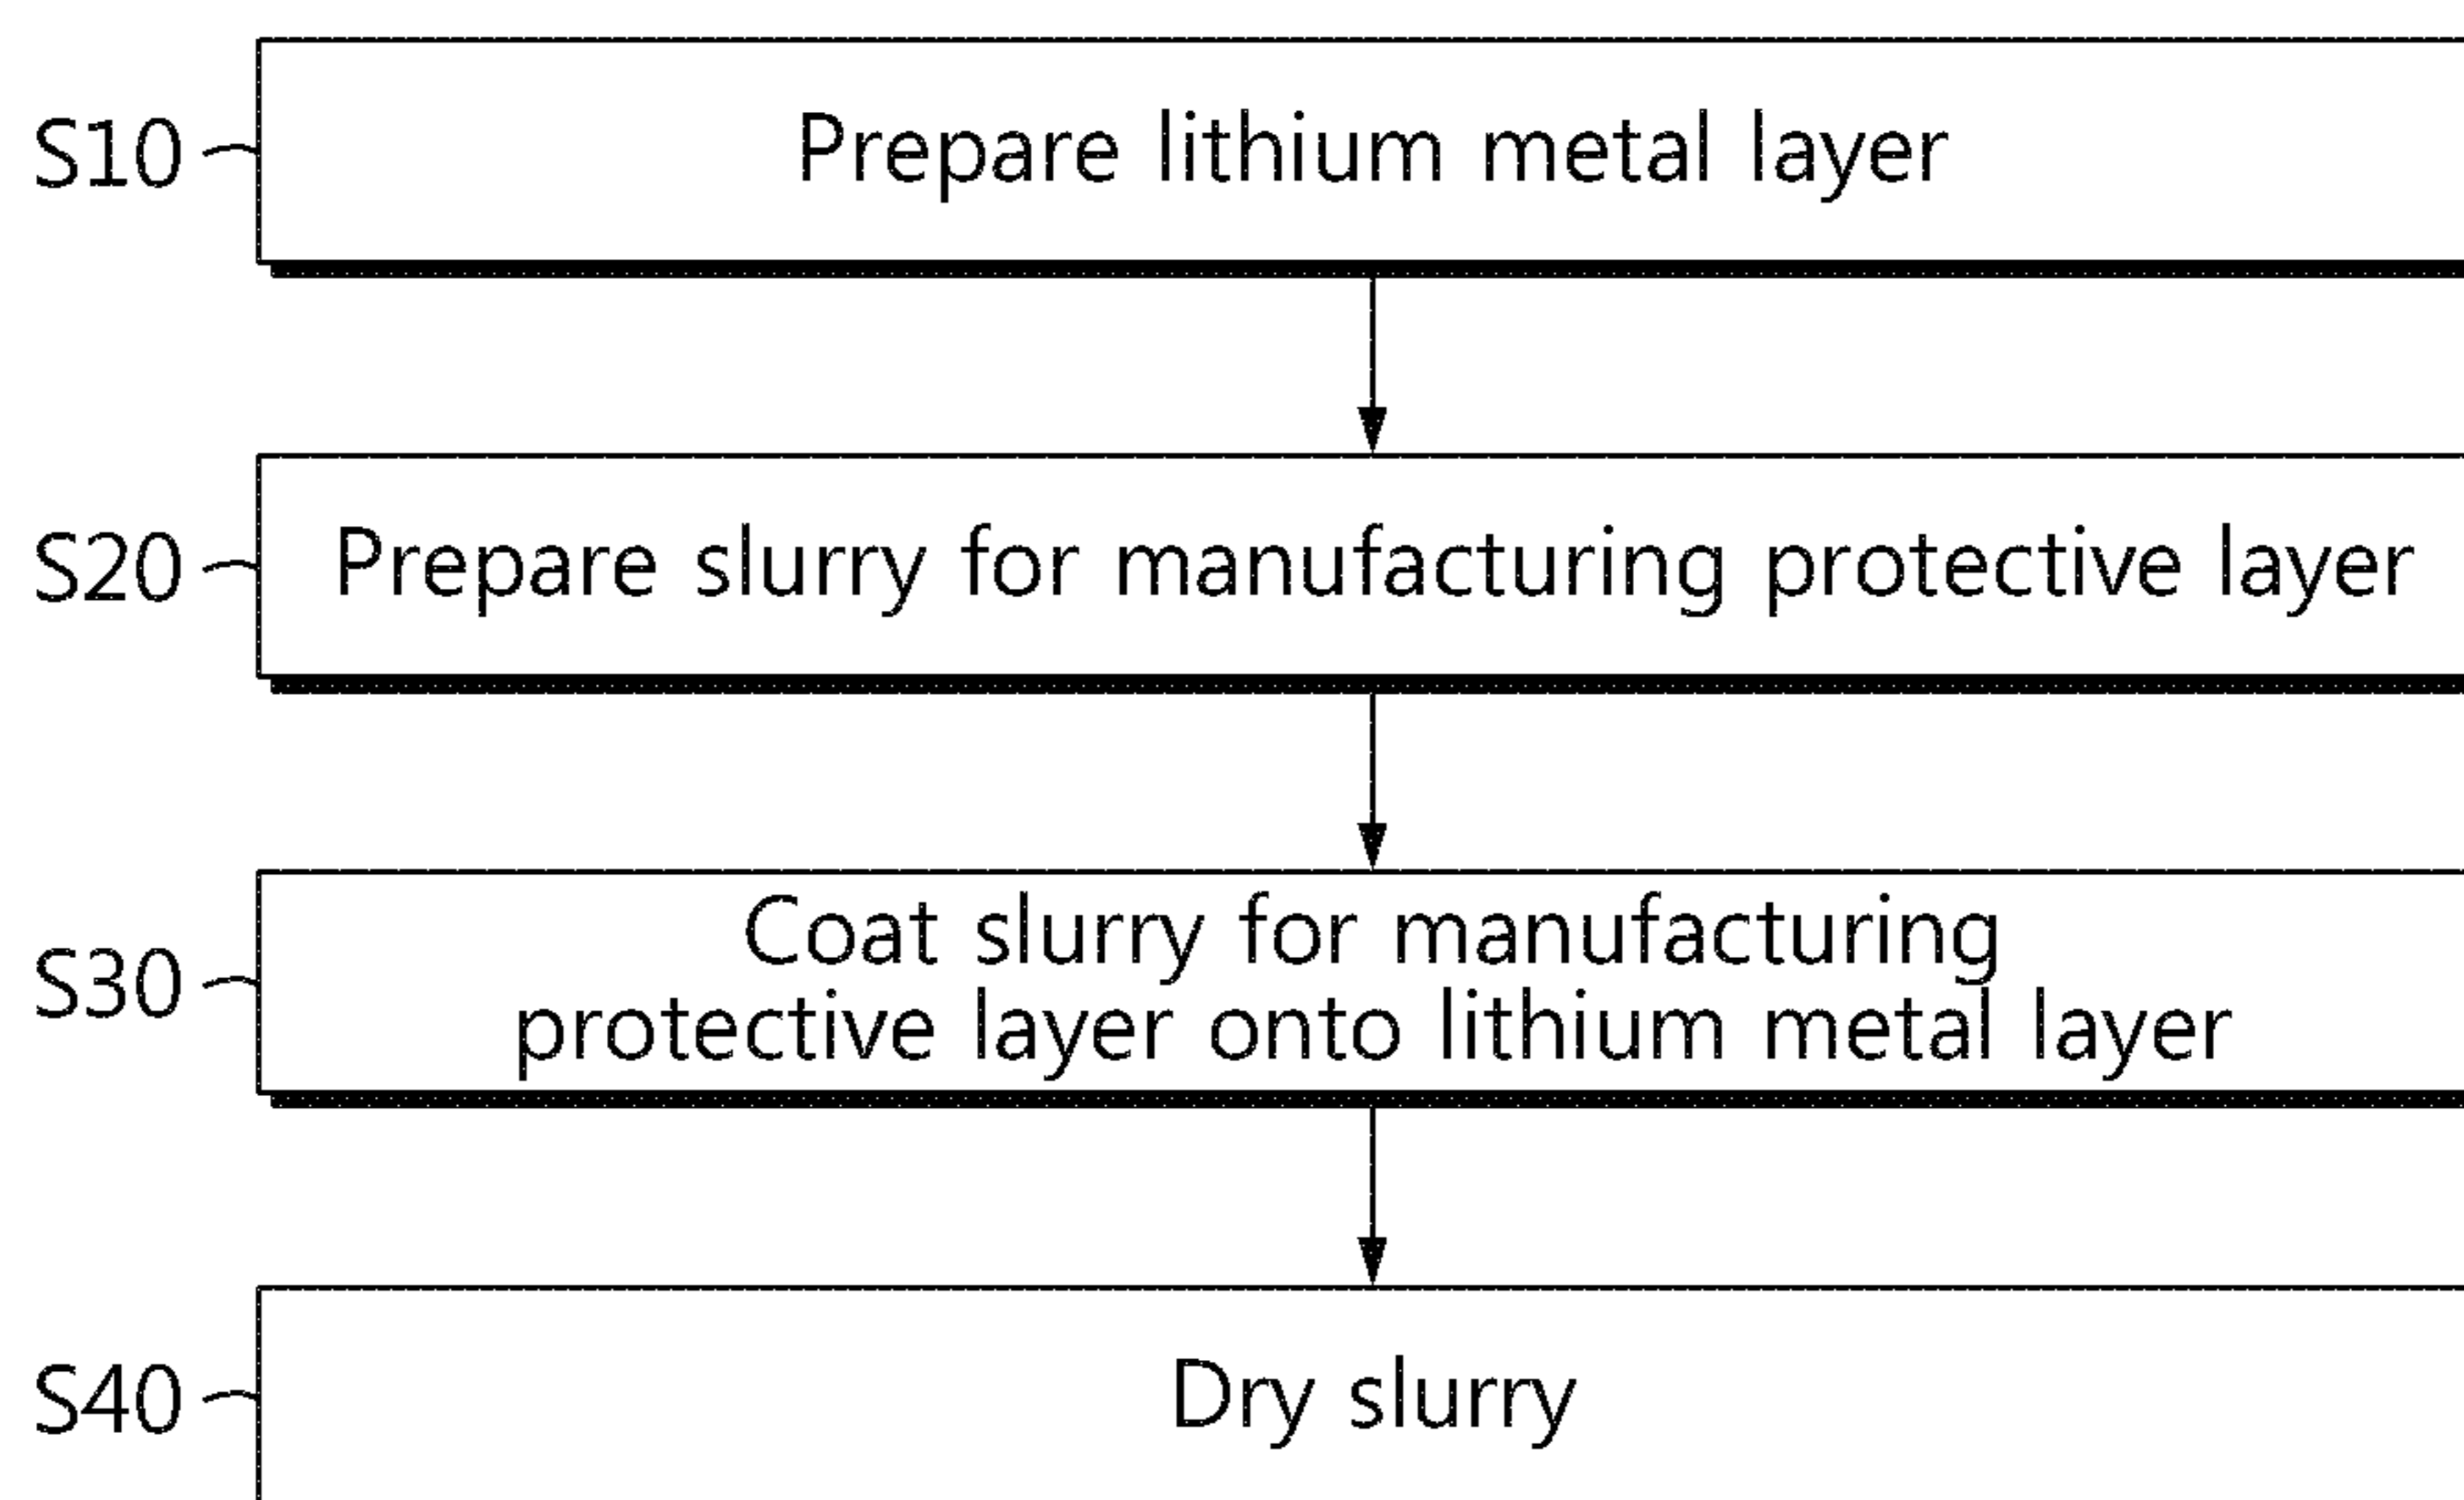 S10
Prepare lithium metal layer
S20
Prepare slurry for manufacturing protective layer
S30
Coat slurry for manufacturing
protective layer onto lithium metal layer
S40
Dry slurry